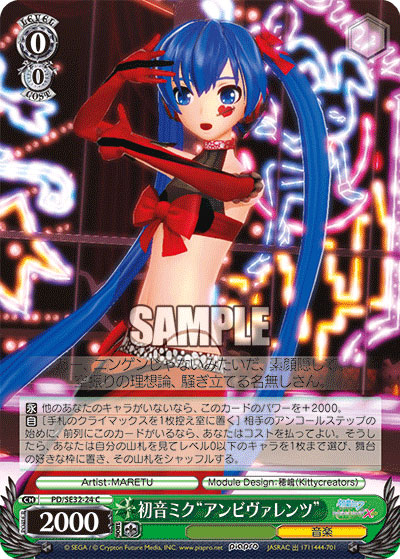 LEVEL
0
0
COST
SAMPLE
ニンゲンじゃないみたいだ、素顔隠して
振りの理想論、騒ぎ立てる名無しさん。
永 他のあなたのキャラがいないなら、このカードのパワーを+2000。
自 [手札のクライマックスを1枚控え室に置く] 相手のアンコールステップ
の始めに、前列にこのカードがいるなら、あなたはコストを払ってよい。そうし
たら、あなたは自分の山札を見てレベル0以下のキャラを1枚まで選び、舞台
の好きな枠に置き、その山札をシャッフルする。
Artist:MARETU
Module Design:穂嶺(Kittycreators)
CH
PD/SE32-24 C
2000
初音ミク"アンビヴァレンツ"
音楽
© SEGA / © Crypton Future Media, INC. www.piapro.net piapro JASRAC 出 1711444-701